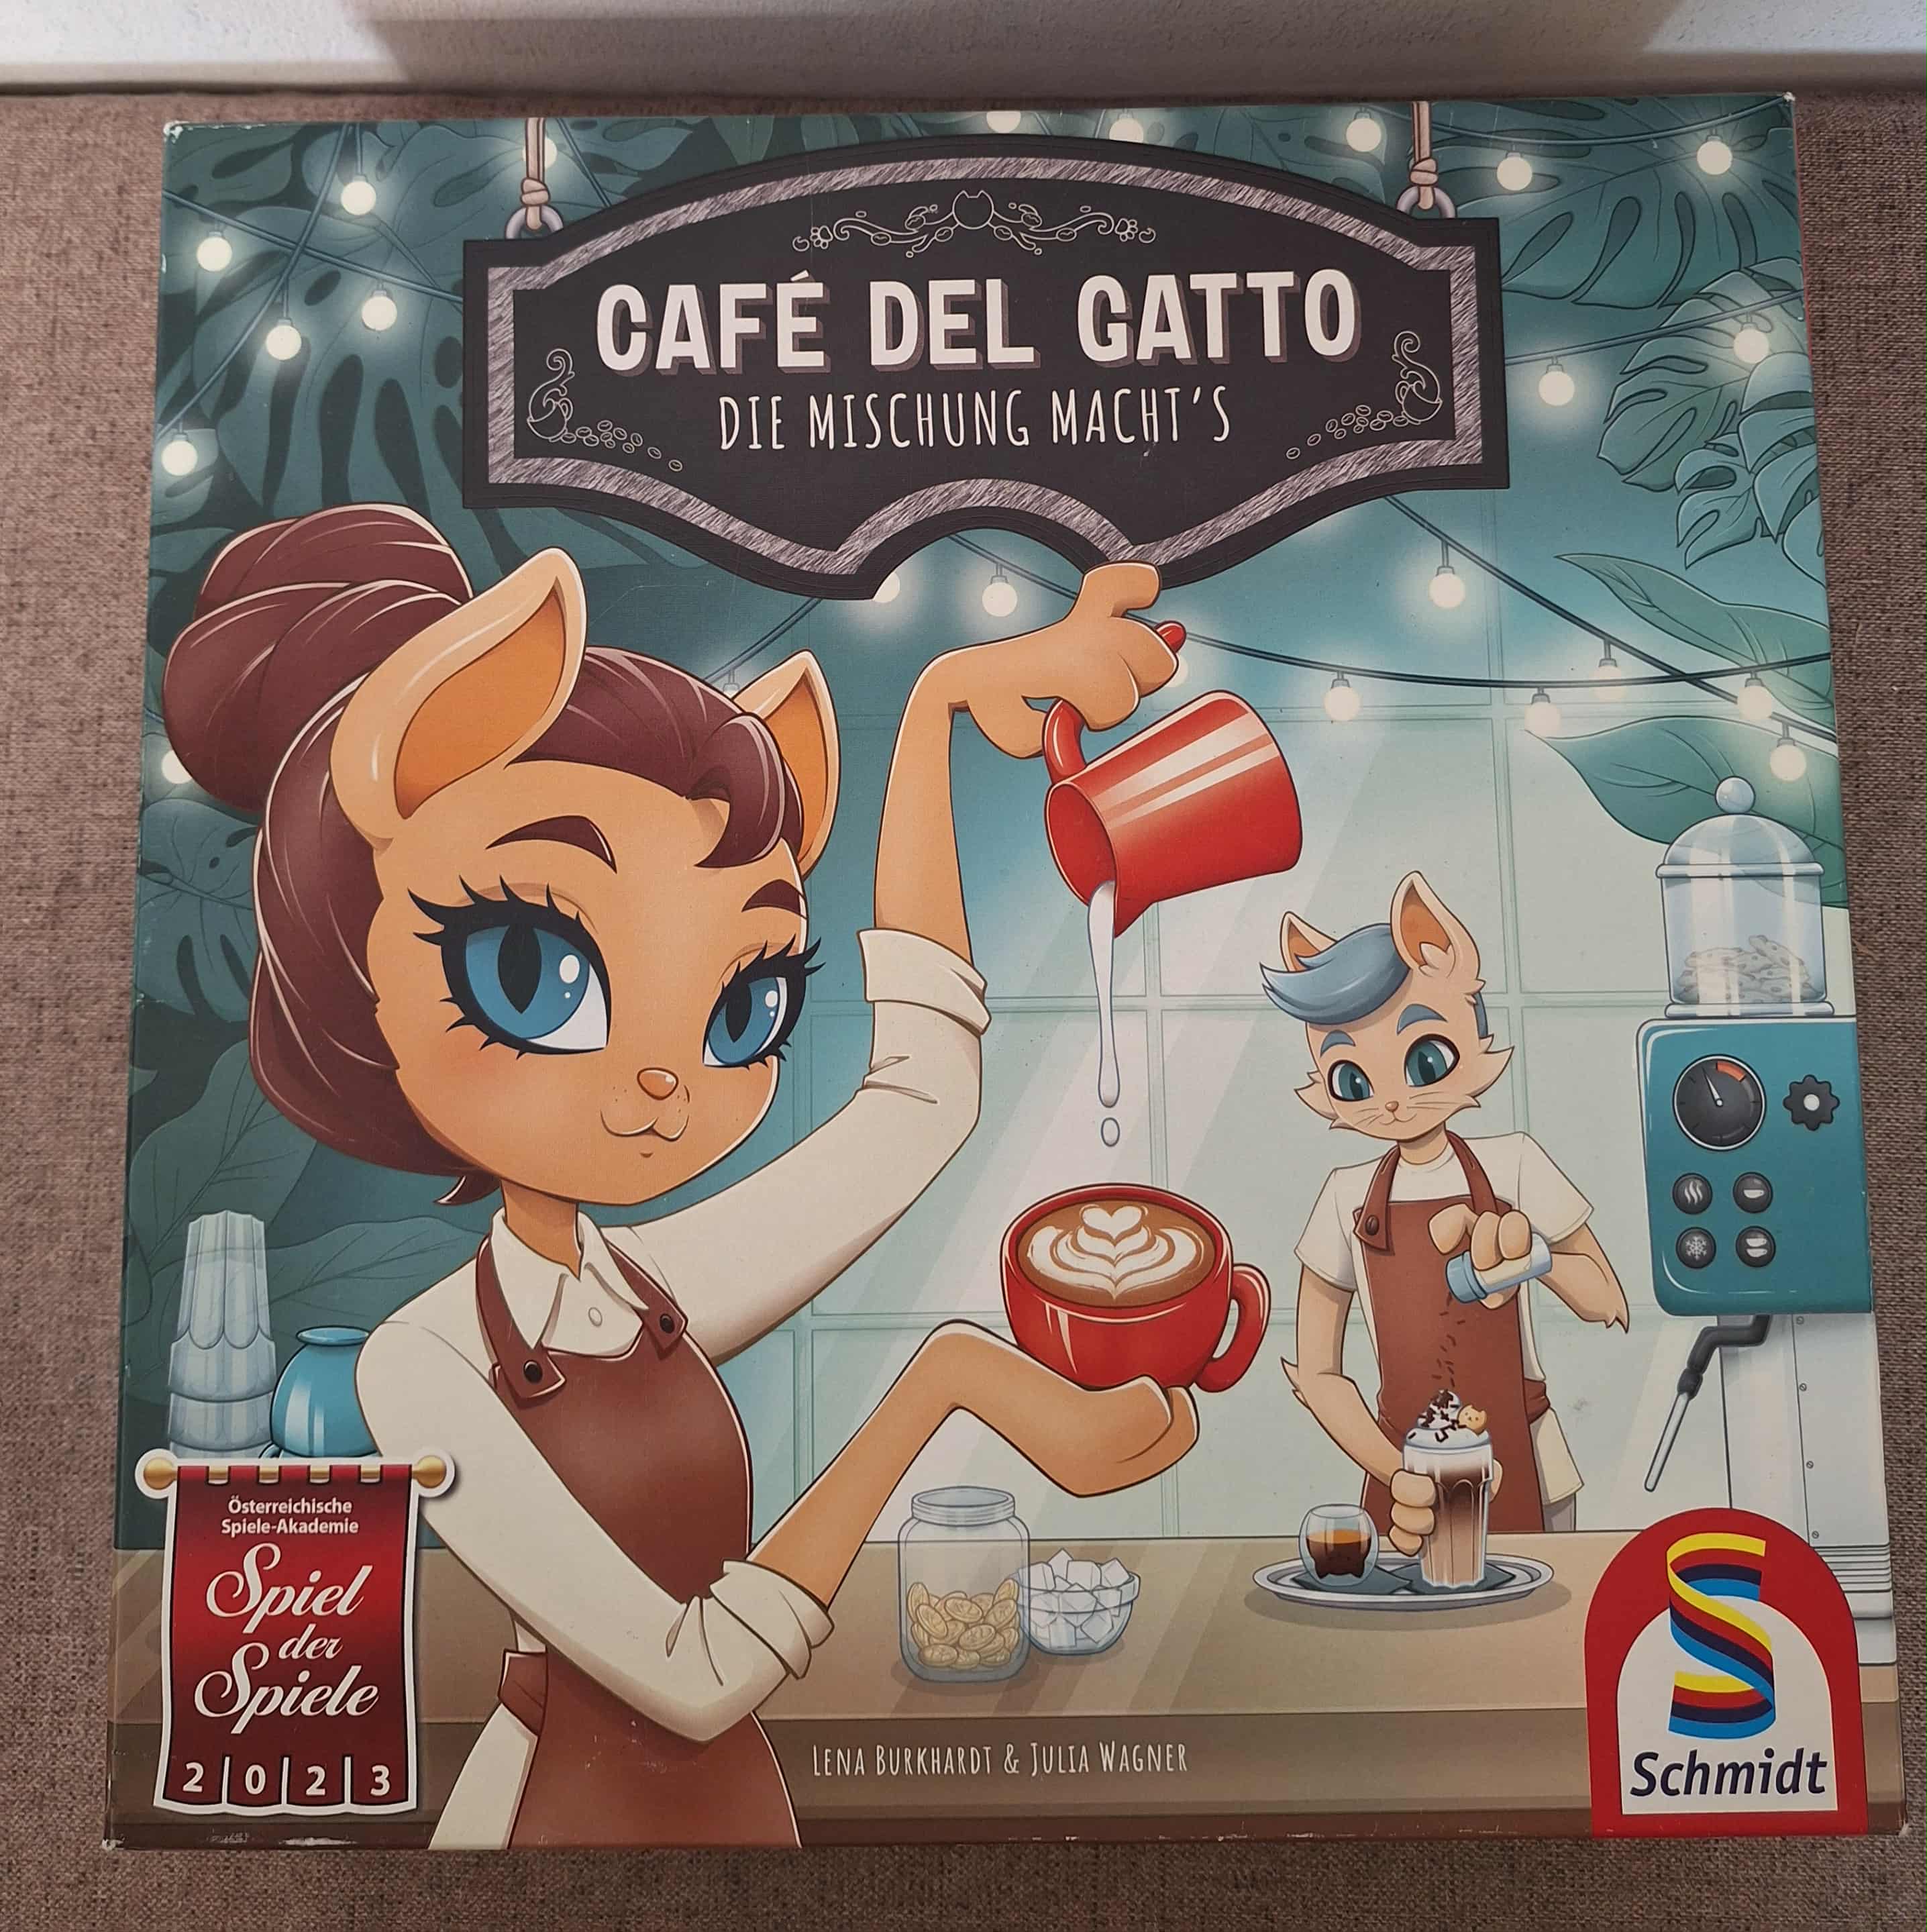 CAFÉ DEL GATTO
DIE MISCHUNG MACHT'S
Österreichische
Spiele-Akademie
Spiel
der
Spiele
2023
LENA BURKHARDT & JULIA WAGNER
Schmidt